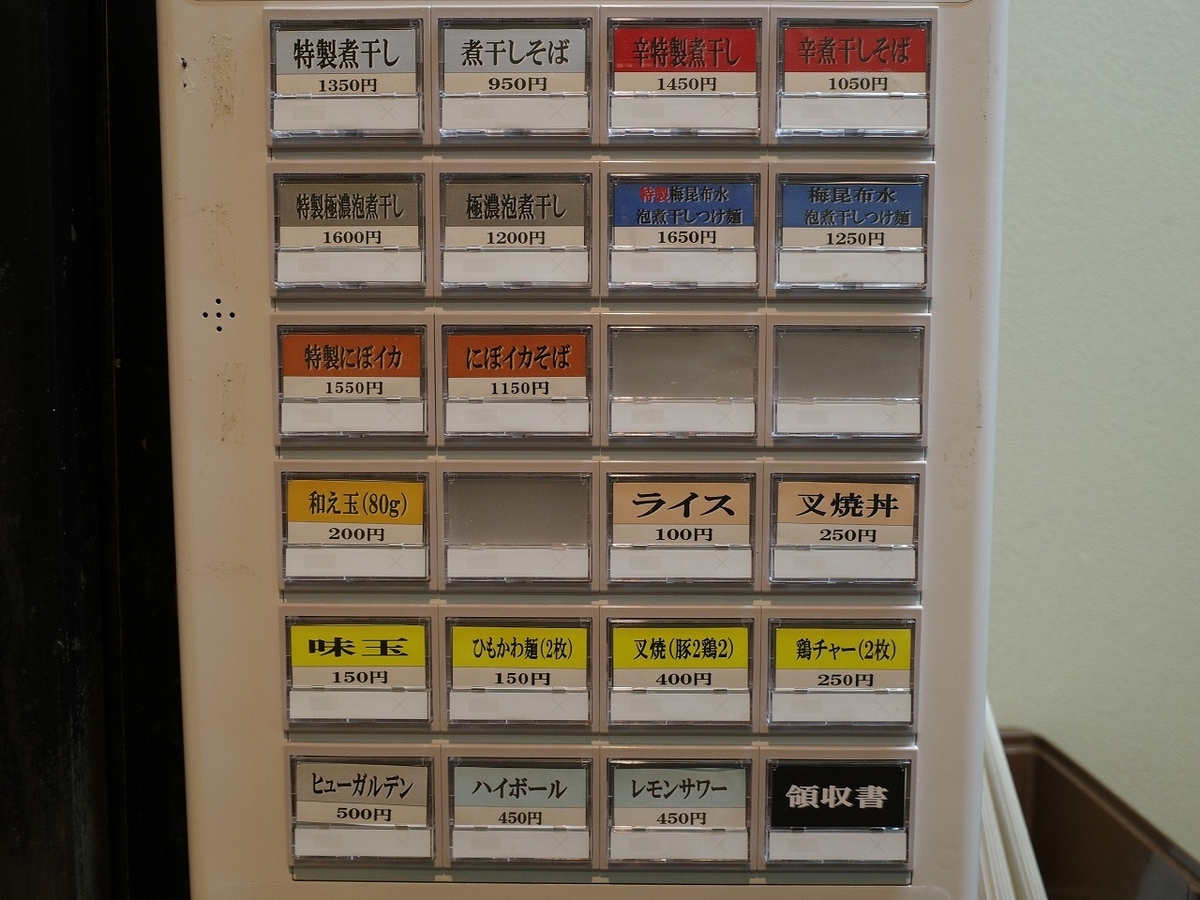 特製煮干し
1350円
煮干しそば
950円
辛特製煮干し
1450円
辛煮干しそば
1050円
特製極濃泡煮干し
1600円
極濃泡煮干し
1200円
特製梅昆布水
泡煮干しつけ麺
1650円
梅昆布水
泡煮干しつけ麺
1250円
特製にぼイカ
1550円
にぼイカそば
1150円
和え玉(80g)
200円
ライス
100円
叉焼丼
250円
味玉
150円
ひもかわ麺(2枚)
150円
叉焼(豚2鶏2)
400円
鶏チャー(2枚)
250円
ヒューガルデン
500円
ハイボール
450円
レモンサワー
450円
領収書